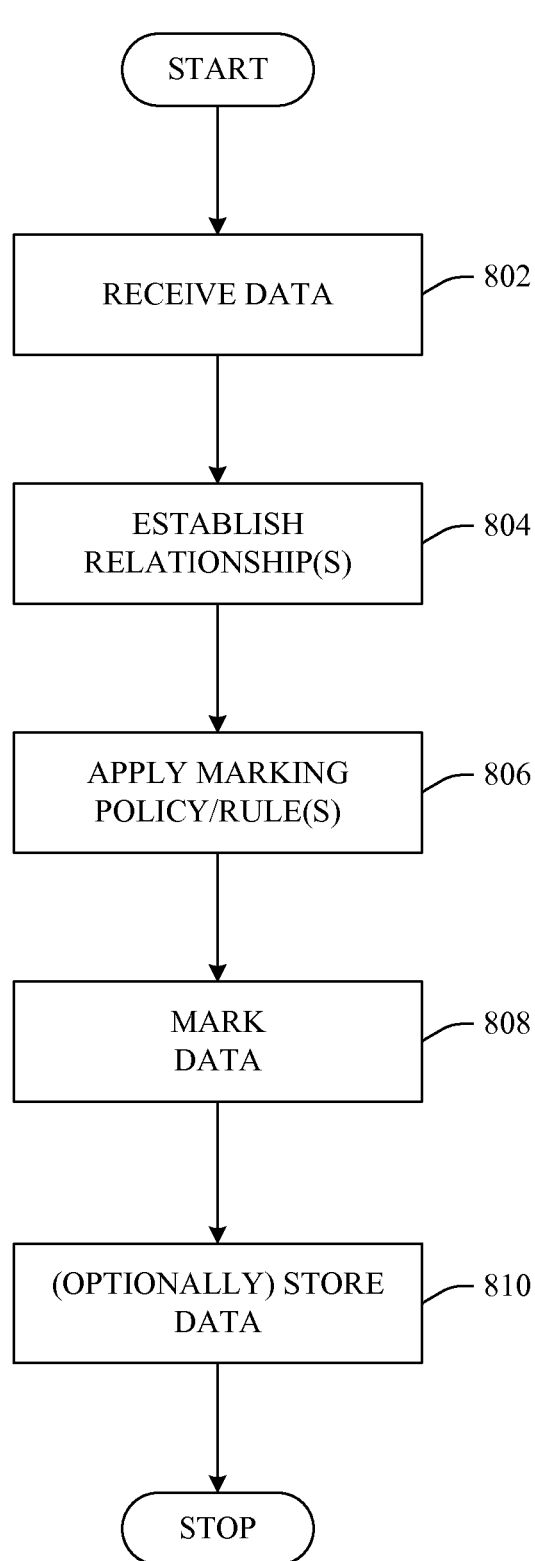 START
RECEIVE DATA
802
ESTABLISH
RELATIONSHIP(S)
804
APPLY MARKING
POLICY/RULE(S)
806
MARK
DATA
808
(OPTIONALLY) STORE
DATA
810
STOP